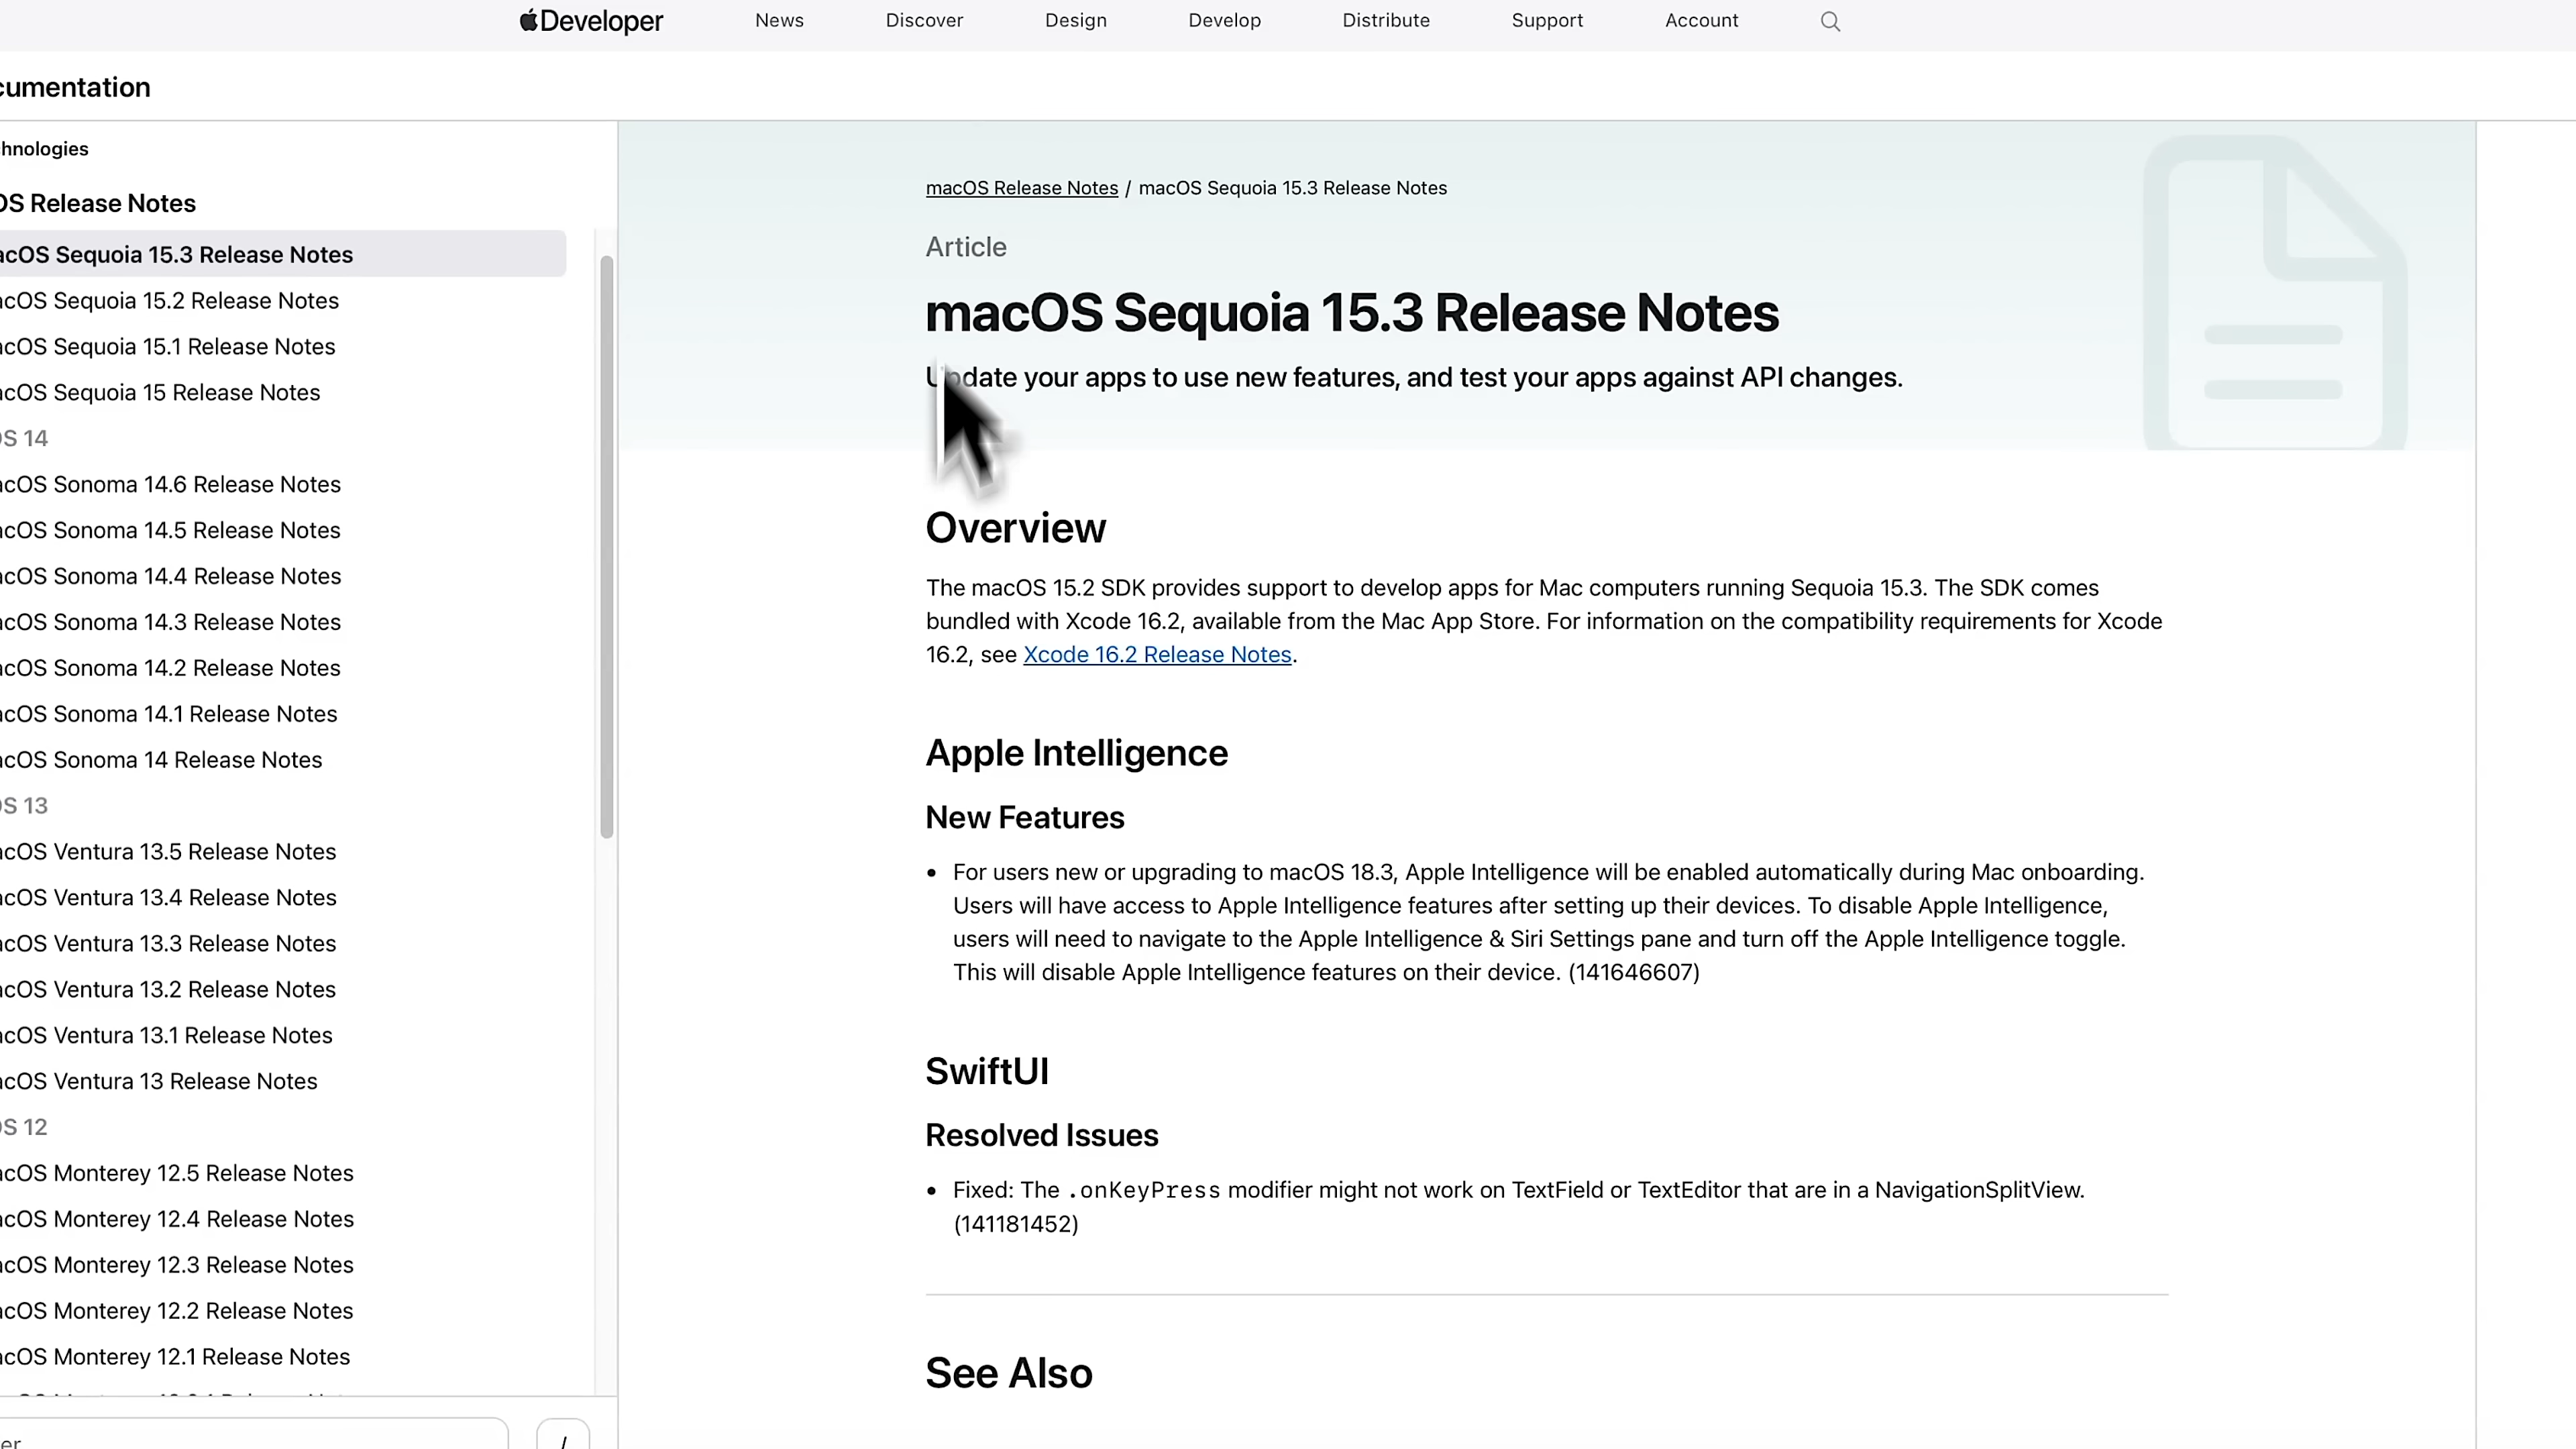 Developer
News
Discover
Design
Develop
Distribute
Support
Account
cumentation
chnologies
OS Release Notes
acOS Sequoia 15.3 Release Notes
acOS Sequoia 15.2 Release Notes
acOS Sequoia 15.1 Release Notes
acOS Sequoia 15 Release Notes
OS 14
acOS Sonoma 14.6 Release Notes
acOS Sonoma 14.5 Release Notes
acOS Sonoma 14.4 Release Notes
acOS Sonoma 14.3 Release Notes
acOS Sonoma 14.2 Release Notes
acOS Sonoma 14.1 Release Notes
acOS Sonoma 14 Release Notes
OS 13
acOS Ventura 13.5 Release Notes
acOS Ventura 13.4 Release Notes
acOS Ventura 13.3 Release Notes
acOS Ventura 13.2 Release Notes
acOS Ventura 13.1 Release Notes
acOS Ventura 13 Release Notes
OS 12
acOS Monterey 12.5 Release Notes
acOS Monterey 12.4 Release Notes
acOS Monterey 12.3 Release Notes
acOS Monterey 12.2 Release Notes
acOS Monterey 12.1 Release Notes
er
/
macOS Release Notes / macOS Sequoia 15.3 Release Notes
Article
macOS Sequoia 15.3 Release Notes
Update your apps to use new features, and test your apps against API changes.
Overview
The macOS 15.2 SDK provides support to develop apps for Mac computers running Sequoia 15.3. The SDK comes
bundled with Xcode 16.2, available from the Mac App Store. For information on the compatibility requirements for Xcode
16.2, see Xcode 16.2 Release Notes.
Apple Intelligence
New Features
• For users new or upgrading to macOS 18.3, Apple Intelligence will be enabled automatically during Mac onboarding.
Users will have access to Apple Intelligence features after setting up their devices. To disable Apple Intelligence,
users will need to navigate to the Apple Intelligence & Siri Settings pane and turn off the Apple Intelligence toggle.
This will disable Apple Intelligence features on their device. (141646607)
SwiftUI
Resolved Issues
• Fixed: The .onKeyPress modifier might not work on TextField or TextEditor that are in a NavigationSplitView.
(141181452)
See Also